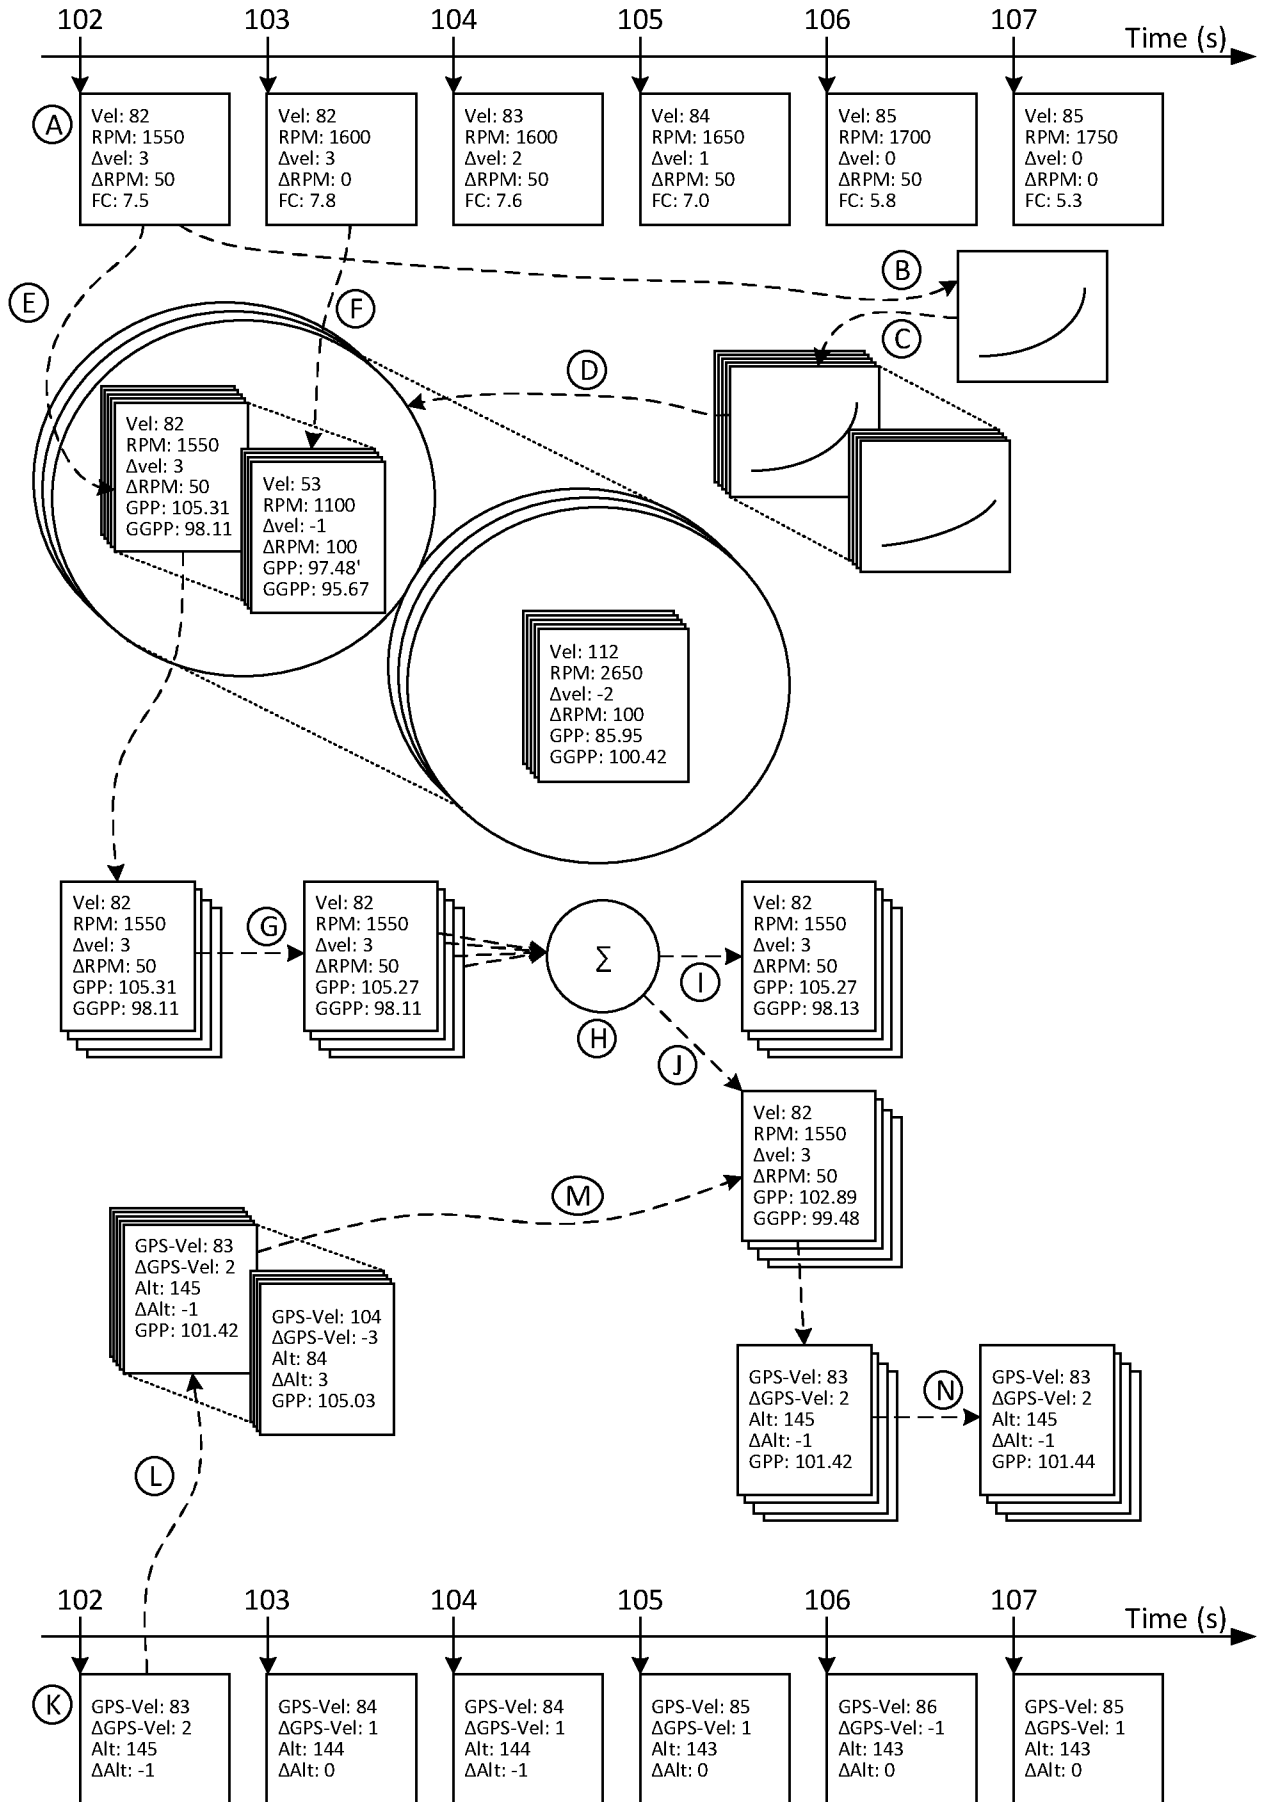 102 103 104 105 106 107
Time (s)
A
Vel: 82
RPM: 1550
Δvel: 3
ΔRPM: 50
FC: 7.5
Vel: 82
RPM: 1600
Δvel: 3
ΔRPM: 0
FC: 7.8
Vel: 83
RPM: 1600
Δvel: 2
ΔRPM: 50
FC: 7.6
Vel: 84
RPM: 1650
Δvel: 1
ΔRPM: 50
FC: 7.0
Vel: 85
RPM: 1700
Δvel: 0
ΔRPM: 50
FC: 5.8
Vel: 85
RPM: 1750
Δvel: 0
ΔRPM: 0
FC: 5.3
B
E
F
C
D
Vel: 82
RPM: 1550
Δvel: 3
ΔRPM: 50
GPP: 105.31
GGPP: 98.11
Vel: 53
RPM: 1100
Δvel: -1
ΔRPM: 100
GPP: 97.48'
GGPP: 95.67
Vel: 112
RPM: 2650
Δvel: -2
ΔRPM: 100
GPP: 85.95
GGPP: 100.42
Vel: 82
RPM: 1550
Δvel: 3
ΔRPM: 50
GPP: 105.31
GGPP: 98.11
G
Vel: 82
RPM: 1550
Δvel: 3
ΔRPM: 50
GPP: 105.27
GGPP: 98.11
Σ
H
I
Vel: 82
RPM: 1550
Δvel: 3
ΔRPM: 50
GPP: 105.27
GGPP: 98.13
J
Vel: 82
RPM: 1550
Δvel: 3
ΔRPM: 50
GPP: 102.89
GGPP: 99.48
M
GPS-Vel: 83
ΔGPS-Vel: 2
Alt: 145
ΔAlt: -1
GPP: 101.42
GPS-Vel: 104
ΔGPS-Vel: -3
Alt: 84
ΔAlt: 3
GPP: 105.03
GPS-Vel: 83
ΔGPS-Vel: 2
Alt: 145
ΔAlt: -1
GPP: 101.42
N
GPS-Vel: 83
ΔGPS-Vel: 2
Alt: 145
ΔAlt: -1
GPP: 101.44
L
102 103 104 105 106 107
Time (s)
K
GPS-Vel: 83
ΔGPS-Vel: 2
Alt: 145
ΔAlt: -1
GPS-Vel: 84
ΔGPS-Vel: 1
Alt: 144
ΔAlt: 0
GPS-Vel: 84
ΔGPS-Vel: 1
Alt: 144
ΔAlt: -1
GPS-Vel: 85
ΔGPS-Vel: 1
Alt: 143
ΔAlt: 0
GPS-Vel: 86
ΔGPS-Vel: -1
Alt: 143
ΔAlt: 0
GPS-Vel: 85
ΔGPS-Vel: 1
Alt: 143
ΔAlt: 0